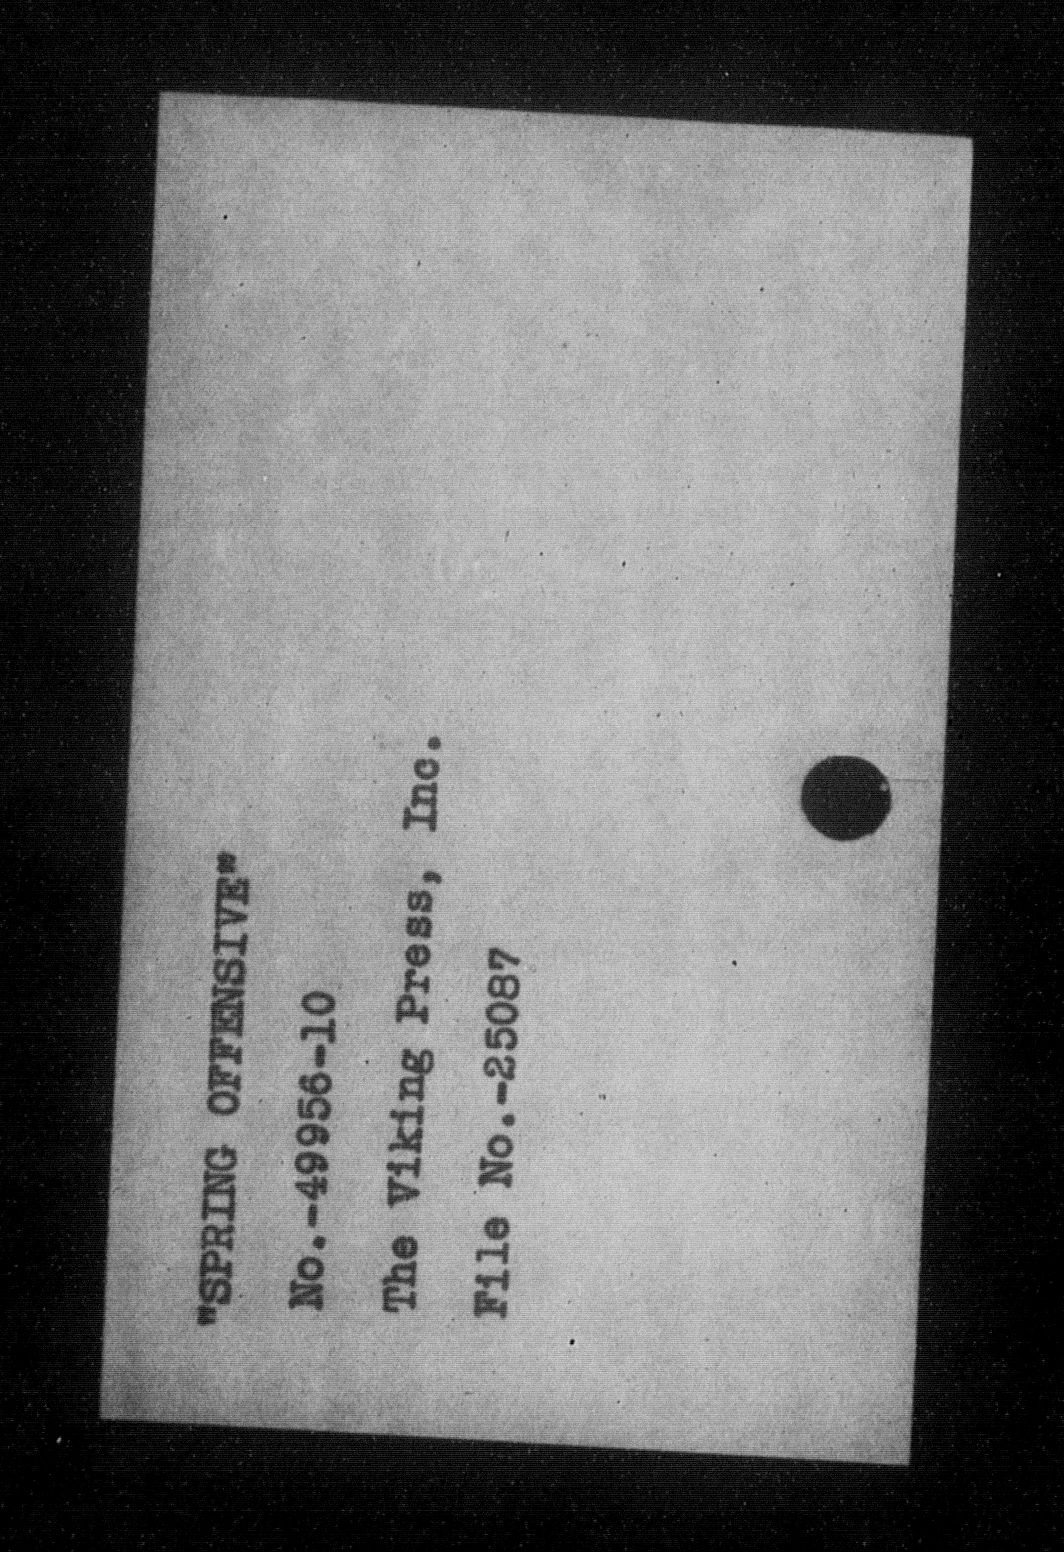 "SPRING OFFENSIVE"
No.-49956-10
The Viking Press, Inc.
File No.-25087